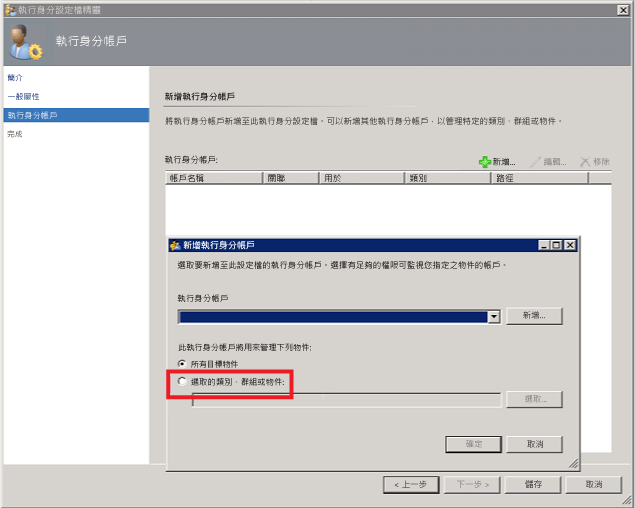 執行身分設定檔精靈
執行身分帳戶
簡介
一般屬性
執行身分帳戶
完成
新增執行身分帳戶
將執行身分帳戶新增至此執行身分設定檔。可以新增其他執行身分帳戶，以管理特定的類別、群組或物件。
執行身分帳戶:
新增... 編輯... 移除
帳戶名稱 關聯 用於 類別 路徑
新增執行身分帳戶
選取要新增至此設定檔的執行身分帳戶。選擇有足夠的權限可監視您指定之物件的帳戶。
執行身分帳戶
新增...
此執行身分帳戶將用來管理下列物件:
所有目標物件
選取的類別、群組或物件:
選取...
確定 取消
< 上一步 下一步 > 儲存 取消